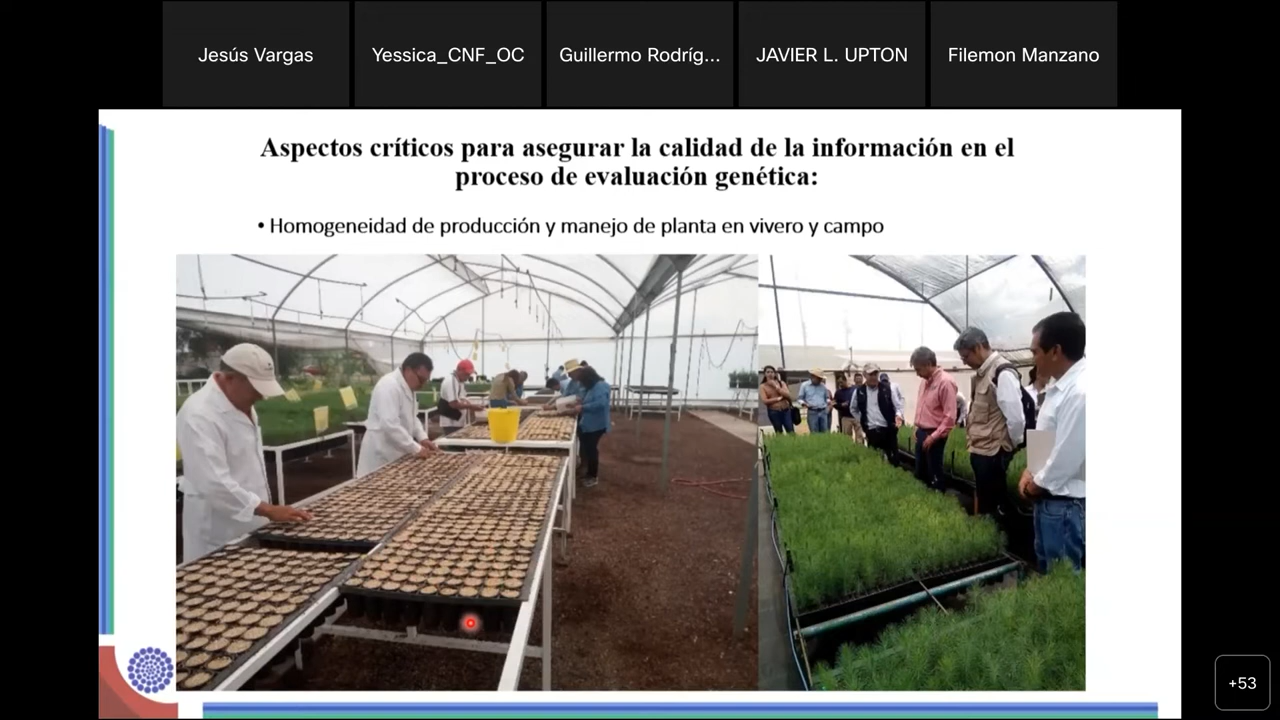 Jesús Vargas
Yessica_CNF_OC
Guillermo Rodríg...
JAVIER L. UPTON
Filemon Manzano
Aspectos críticos para asegurar la calidad de la información en el
proceso de evaluación genética:
• Homogeneidad de producción y manejo de planta en vivero y campo
+53